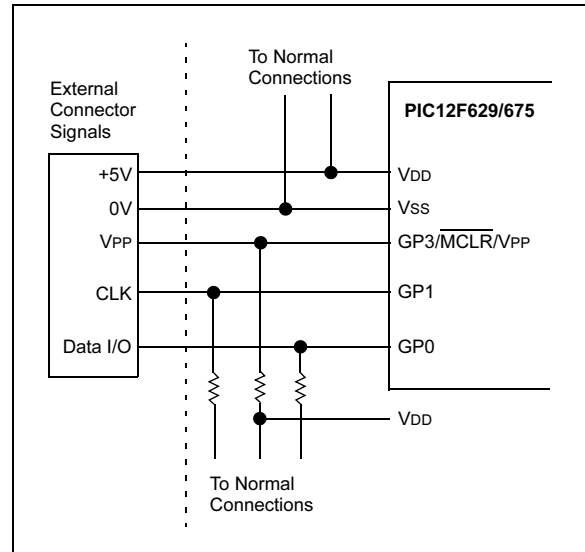 To Normal
Connections
External
Connector
Signals
PIC12F629/675
+5V
VDD
0V
VSS
VPP
GP3/MCLR/VPP
CLK
GP1
Data I/O
GP0
VDD
To Normal
Connections